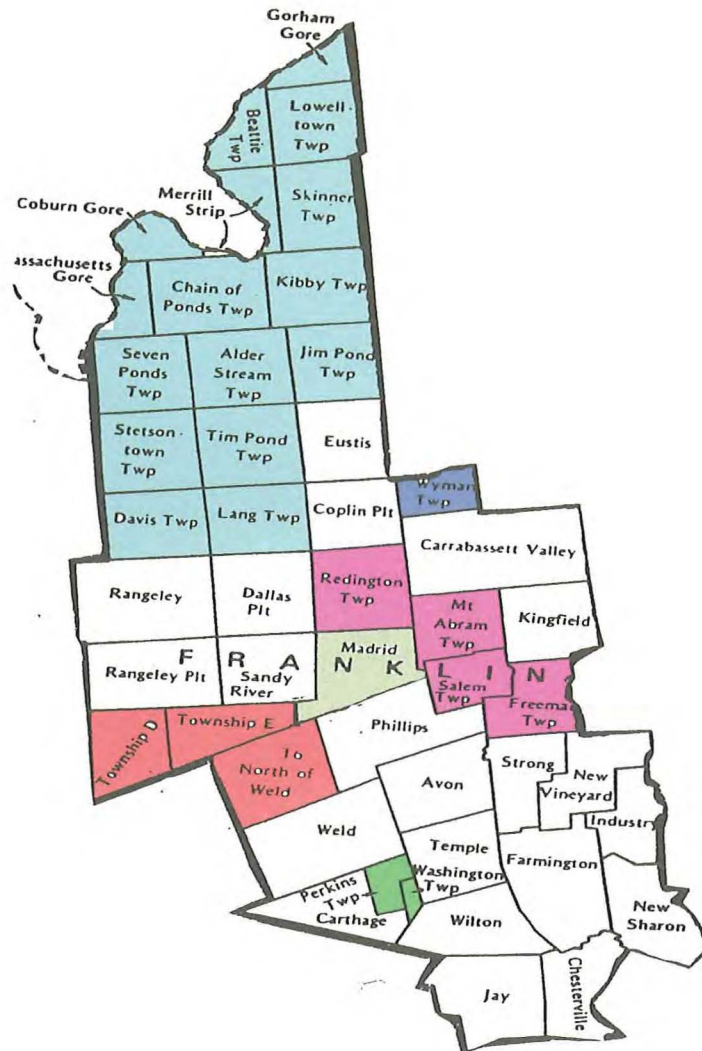 Gorham
Gore
Beattie
Twp
Lowell-
town
Twp
Merrill
Strip
Skinner
Twp
Coburn Gore
assachusetts
Gore
Chain of
Ponds Twp
Kibby Twp
Seven
Ponds
Twp
Alder
Stream
Twp
Jim Pond
Twp
Stetson-
town
Twp
Tim Pond
Twp
Eustis
Davis Twp
Lang Twp
Coplin Plt
Wyman
Twp
Carrabassett Valley
Rangeley
Dallas
Plt
Redington
Twp
Mt
Abram
Twp
Kingfield
FRANKLIN
Rangeley Plt
Sandy
River
Madrid
Salem
Twp
Freeman
Twp
Township D
Township E
Phillips
To
North of
Weld
Strong
New
Vineyard
Industry
Avon
Weld
Temple
Washington
Twp
Farmington
Perkins
Twp
Carthage
Wilton
New
Sharon
Jay
Chesterville